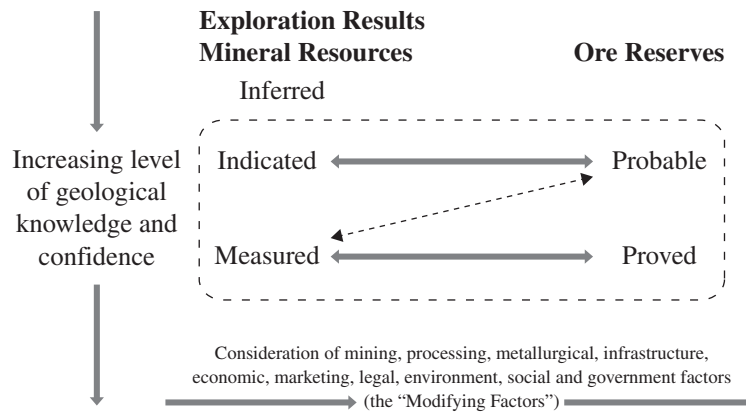 Exploration Results
Mineral Resources
Ore Reserves
Inferred
Increasing level
of geological
knowledge and
confidence
Indicated
Probable
Measured
Proved
Consideration of mining, processing, metallurgical, infrastructure,
economic, marketing, legal, environment, social and government factors
(the “Modifying Factors”)